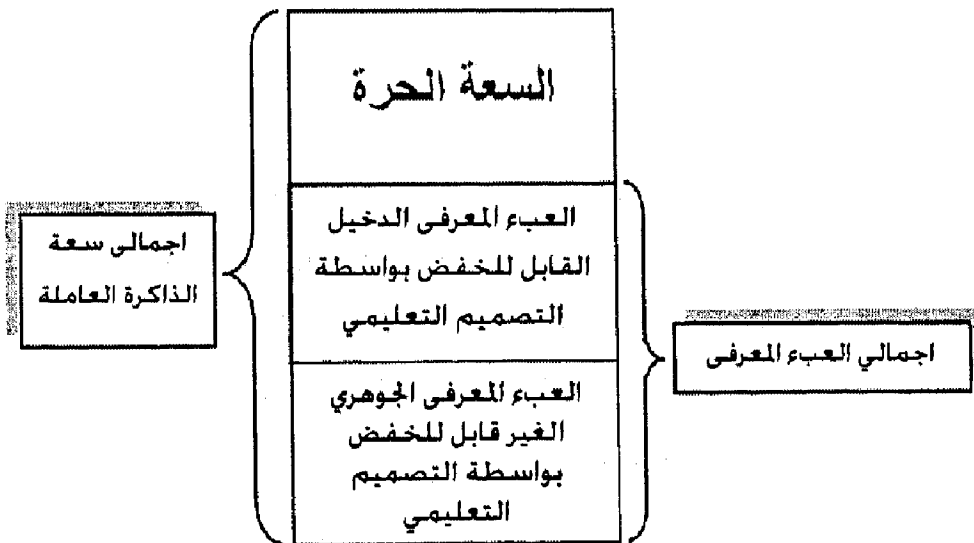 السعة الحرة
العبء المعرفى الدخيل
القابل للخفض بواسطة
التصميم التعليمي
العبء المعرفى الجوهري
الغير قابل للخفض
بواسطة التصميم
التعليمي
اجمالى سعة
الذاكرة العاملة
اجمالي العبء المعرفى